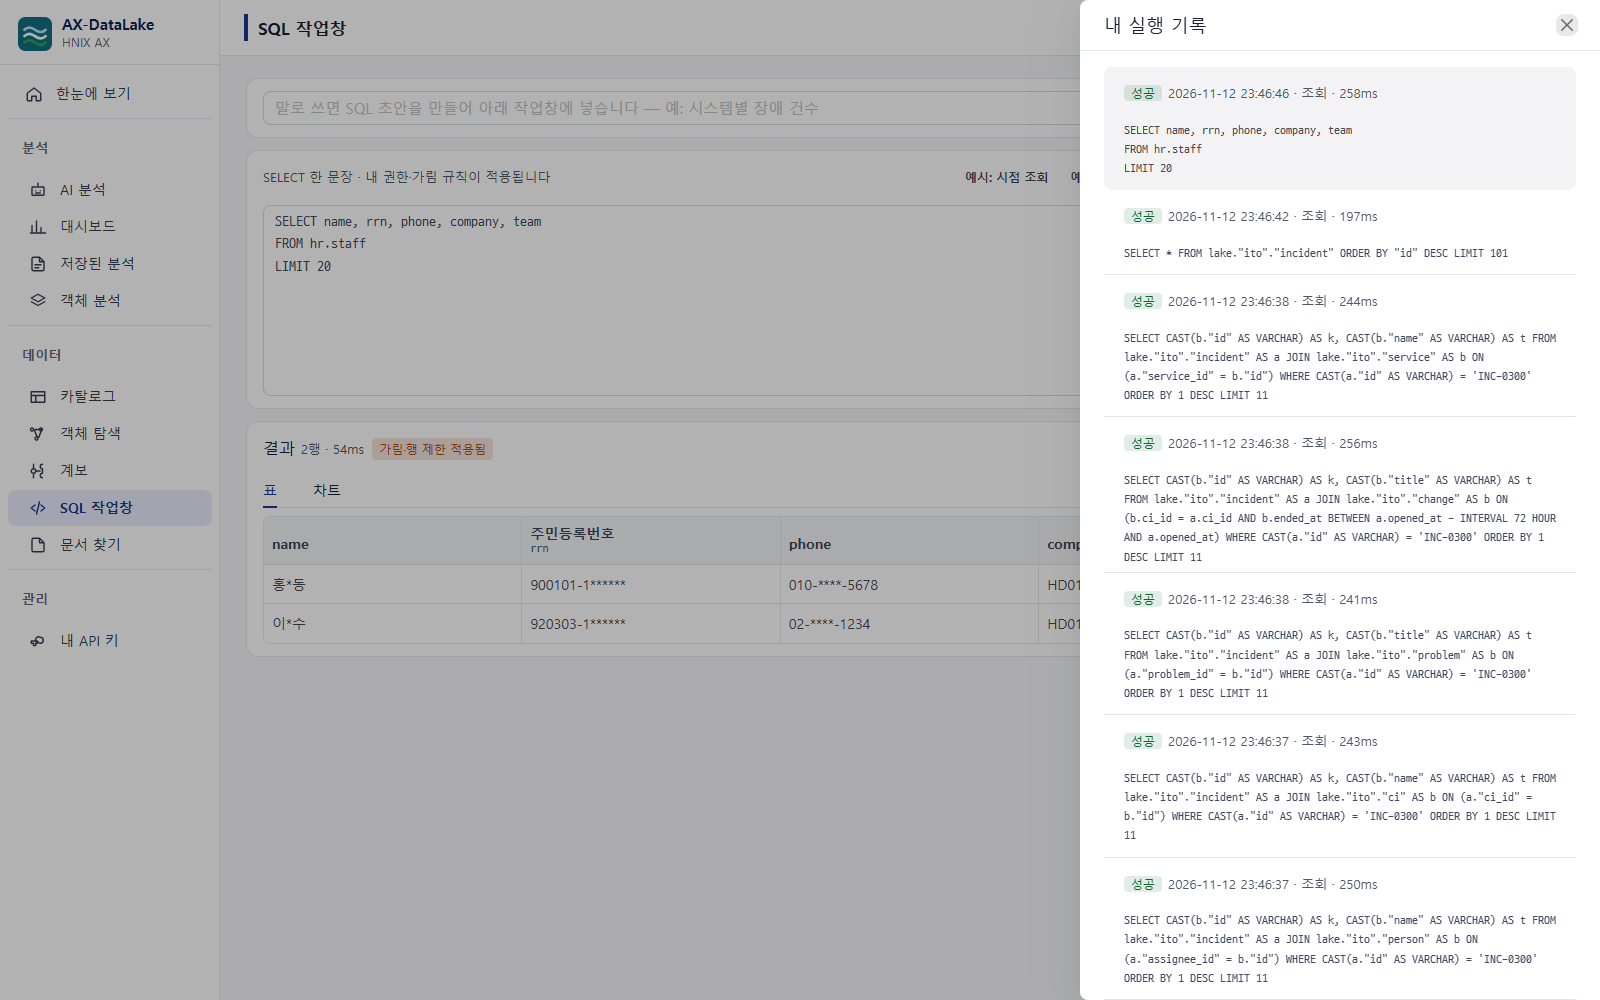 AX-DataLake
HNIX AX
한눈에 보기
분석
AI 분석
대시보드
저장된 분석
객체 분석
데이터
카탈로그
객체 탐색
계보
SQL 작업창
문서 찾기
관리
내 API 키
SQL 작업창
말로 쓰면 SQL 초안을 만들어 아래 작업창에 넣습니다 — 예: 시스템별 장애 건수
SELECT 한 문장 · 내 권한·가림 규칙이 적용됩니다
예시: 시점 조회
SELECT name, rrn, phone, company, team
FROM hr.staff
LIMIT 20
결과 2행 · 54ms 가림·행 제한 적용됨
표 차트
name 주민등록번호 rrn phone
홍*동 900101-1****** 010-****-5678 HD01
이*수 920303-1****** 02-****-1234 HD01
내 실행 기록
성공 2026-11-12 23:46:46 · 조회 · 258ms
SELECT name, rrn, phone, company, team
FROM hr.staff
LIMIT 20
성공 2026-11-12 23:46:42 · 조회 · 197ms
SELECT * FROM lake."ito"."incident" ORDER BY "id" DESC LIMIT 101
성공 2026-11-12 23:46:38 · 조회 · 244ms
SELECT CAST(b."id" AS VARCHAR) AS k, CAST(b."name" AS VARCHAR) AS t FROM
lake."ito"."incident" AS a JOIN lake."ito"."service" AS b ON
(a."service_id" = b."id") WHERE CAST(a."id" AS VARCHAR) = 'INC-0300'
ORDER BY 1 DESC LIMIT 11
성공 2026-11-12 23:46:38 · 조회 · 256ms
SELECT CAST(b."id" AS VARCHAR) AS k, CAST(b."title" AS VARCHAR) AS t
FROM lake."ito"."incident" AS a JOIN lake."ito"."change" AS b ON
(b.ci_id = a.ci_id AND b.ended_at BETWEEN a.opened_at - INTERVAL 72 HOUR
AND a.opened_at) WHERE CAST(a."id" AS VARCHAR) = 'INC-0300' ORDER BY 1
DESC LIMIT 11
성공 2026-11-12 23:46:38 · 조회 · 241ms
SELECT CAST(b."id" AS VARCHAR) AS k, CAST(b."title" AS VARCHAR) AS t
FROM lake."ito"."incident" AS a JOIN lake."ito"."problem" AS b ON
(a."problem_id" = b."id") WHERE CAST(a."id" AS VARCHAR) = 'INC-0300'
ORDER BY 1 DESC LIMIT 11
성공 2026-11-12 23:46:37 · 조회 · 243ms
SELECT CAST(b."id" AS VARCHAR) AS k, CAST(b."name" AS VARCHAR) AS t FROM
lake."ito"."incident" AS a JOIN lake."ito"."ci" AS b ON (a."ci_id" =
b."id") WHERE CAST(a."id" AS VARCHAR) = 'INC-0300' ORDER BY 1 DESC LIMIT
11
성공 2026-11-12 23:46:37 · 조회 · 250ms
SELECT CAST(b."id" AS VARCHAR) AS k, CAST(b."name" AS VARCHAR) AS t FROM
lake."ito"."incident" AS a JOIN lake."ito"."person" AS b ON
(a."assignee_id" = b."id") WHERE CAST(a."id" AS VARCHAR) = 'INC-0300'
ORDER BY 1 DESC LIMIT 11